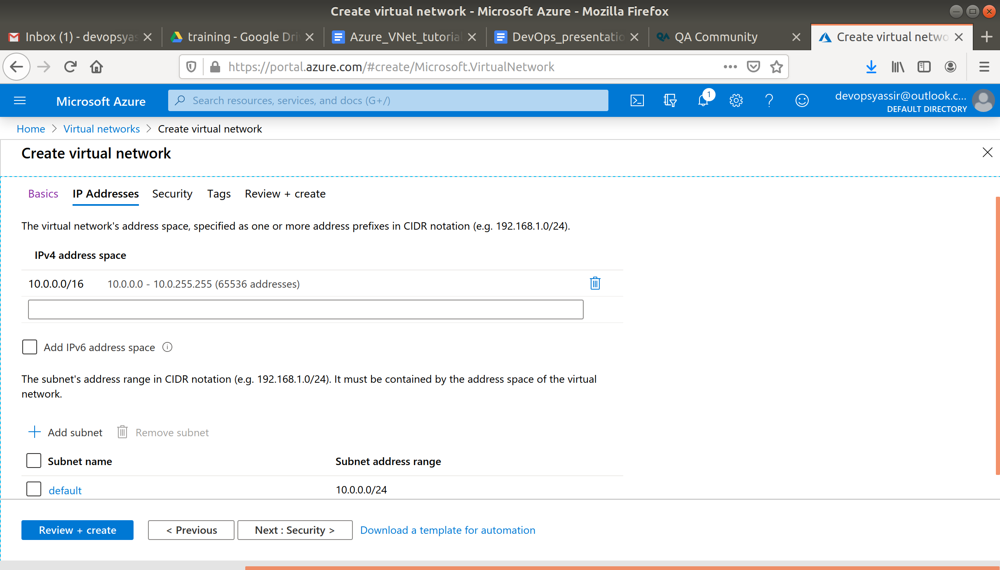 Create virtual network - Microsoft Azure - Mozilla Firefox
Inbox (1) - devopsyas
training - Google Dri
Azure_VNet_tutorial
DevOps_presentatio
QA Community
Create virtual netwo
https://portal.azure.com/#create/Microsoft.VirtualNetwork
Microsoft Azure
Search resources, services, and docs (G+/)
1
devopsyassir@outlook.c...
DEFAULT DIRECTORY
Home > Virtual networks > Create virtual network
Create virtual network
Basics
IP Addresses
Security
Tags
Review + create
The virtual network's address space, specified as one or more address prefixes in CIDR notation (e.g. 192.168.1.0/24).
IPv4 address space
10.0.0.0/16 10.0.0.0 - 10.0.255.255 (65536 addresses)
Add IPv6 address space
The subnet's address range in CIDR notation (e.g. 192.168.1.0/24). It must be contained by the address space of the virtual
network.
Add subnet
Remove subnet
Subnet name
Subnet address range
default
10.0.0.0/24
Review + create
< Previous
Next : Security >
Download a template for automation